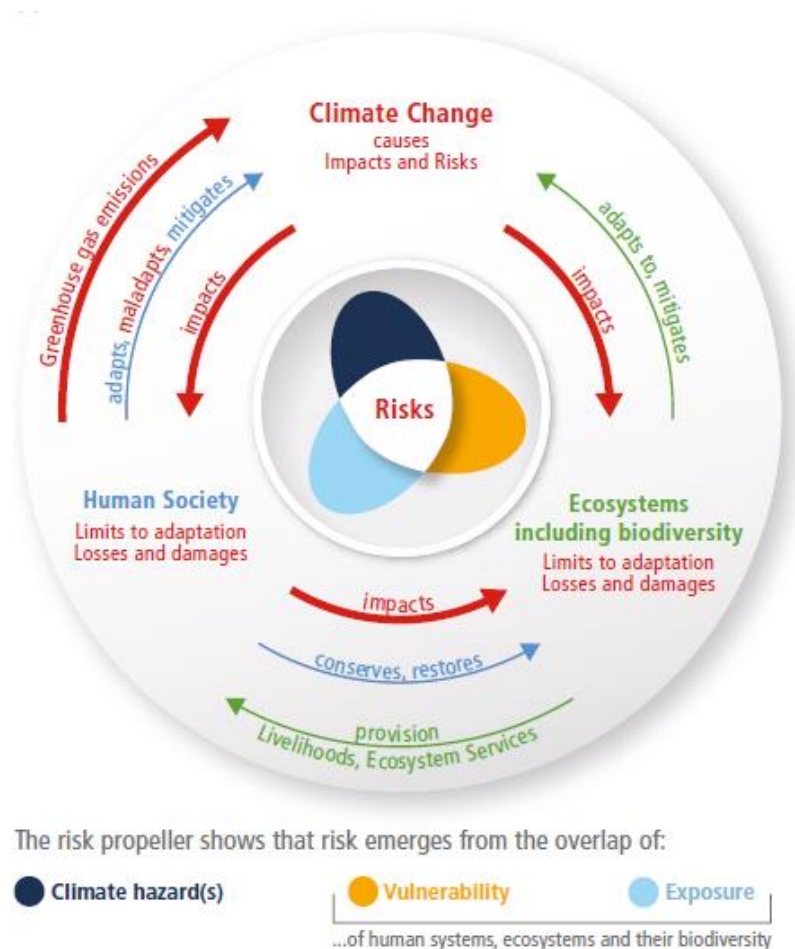 Climate Change
causes
Impacts and Risks
Greenhouse gas emissions
adapts, maladapts, mitigates
impacts
impacts
adapts to, mitigates
Risks
Human Society
Limits to adaptation
Losses and damages
Ecosystems
including biodiversity
Limits to adaptation
Losses and damages
impacts
conserves, restores
provision
Livelihoods, Ecosystem Services
The risk propeller shows that risk emerges from the overlap of:
Climate hazard(s) Vulnerability Exposure
...of human systems, ecosystems and their biodiversity